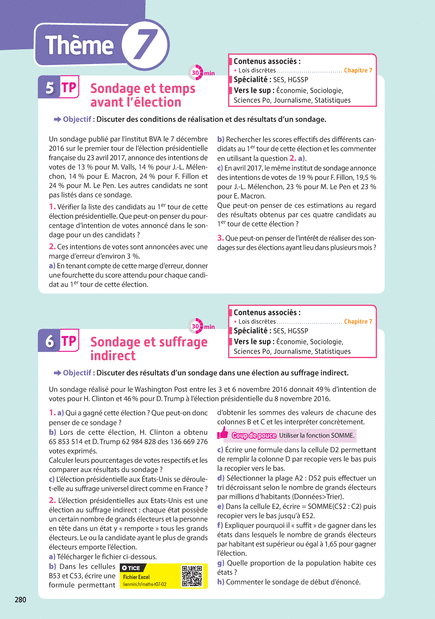 Thème 7
30 min
Contenus associés :
• Lois discrètes ........................... Chapitre 7
Spécialité : SES, HGSSP
Vers le sup : Économie, Sociologie,
Sciences Po, Journalisme, Statistiques
5 TP
Sondage et temps
avant l'élection
➡ Objectif : Discuter des conditions de réalisation et des résultats d'un sondage.
Un sondage publié par l'institut BVA le 7 décembre
2016 sur le premier tour de l'élection présidentielle
française du 23 avril 2017, annonce des intentions de
votes de 13 % pour M. Valls, 14 % pour J.-L. Mélen-
chon, 14 % pour E. Macron, 24 % pour F. Fillon et
24 % pour M. Le Pen. Les autres candidats ne sont
pas listés dans ce sondage.
1. Vérifier la liste des candidats au 1er tour de cette
élection présidentielle. Que peut-on penser du pour-
centage d'intention de votes annoncé dans le son-
dage pour un des candidats ?
2. Ces intentions de votes sont annoncées avec une
marge d'erreur d'environ 3 %.
a) En tenant compte de cette marge d'erreur, donner
une fourchette du score attendu pour chaque candi-
dat au 1er tour de cette élection.
b) Rechercher les scores effectifs des différents can-
didats au 1er tour de cette élection et les commenter
en utilisant la question 2. a).
c) En avril 2017, le même institut de sondage annonce
des intentions de votes de 19 % pour F. Fillon, 19,5 %
pour J.-L. Mélenchon, 23 % pour M. Le Pen et 23 %
pour E. Macron.
Que peut-on penser de ces estimations au regard
des résultats obtenus par ces quatre candidats au
1er tour de cette élection ?
3. Que peut-on penser de l'intérêt de réaliser des son-
dages sur des élections ayant lieu dans plusieurs mois ?
30 min
Contenus associés :
• Lois discrètes ........................... Chapitre 7
Spécialité : SES, HGSSP
Vers le sup : Économie, Sociologie,
Sciences Po, Journalisme, Statistiques
6 TP
Sondage et suffrage
indirect
➡ Objectif : Discuter des résultats d'un sondage dans une élection au suffrage indirect.
Un sondage réalisé pour le Washington Post entre les 3 et 6 novembre 2016 donnait 49 % d'intention de
votes pour H. Clinton et 46 % pour D. Trump à l'élection présidentielle du 8 novembre 2016.
1. a) Qui a gagné cette élection ? Que peut-on donc
penser de ce sondage ?
b) Lors de cette élection, H. Clinton a obtenu
65 853 514 et D. Trump 62 984 828 des 136 669 276
votes exprimés.
Calculer leurs pourcentages de votes respectifs et les
comparer aux résultats du sondage ?
c) L'élection présidentielle aux États-Unis se déroule-
t-elle au suffrage universel direct comme en France ?
2. L'élection présidentielles aux Etats-Unis est une
élection au suffrage indirect : chaque état possède
un certain nombre de grands électeurs et la personne
en tête dans un état y « remporte » tous les grands
électeurs. Le ou la candidate ayant le plus de grands
électeurs emporte l'élection.
a) Télécharger le fichier ci-dessous.
b) Dans les cellules
B53 et C53, écrire une
formule permettant
TICE
Fichier Excel
lienmini.fr/maths-t07-02
d'obtenir les sommes des valeurs de chacune des
colonnes B et C et les interpréter concrètement.
Coup de pouce Utiliser la fonction SOMME.
c) Écrire une formule dans la cellule D2 permettant
de remplir la colonne D par recopie vers le bas puis
la recopier vers le bas.
d) Sélectionner la plage A2 : D52 puis effectuer un
tri décroissant selon le nombre de grands électeurs
par millions d'habitants (Données>Trier).
e) Dans la cellule E2, écrire = SOMME(C$2 : C2) puis
recopier vers le bas jusqu'à E52.
f) Expliquer pourquoi il « suffit » de gagner dans les
états dans lesquels le nombre de grands électeurs
par habitant est supérieur ou égal à 1,65 pour gagner
l'élection.
g) Quelle proportion de la population habite ces
états ?
h) Commenter le sondage de début d'énoncé.
280